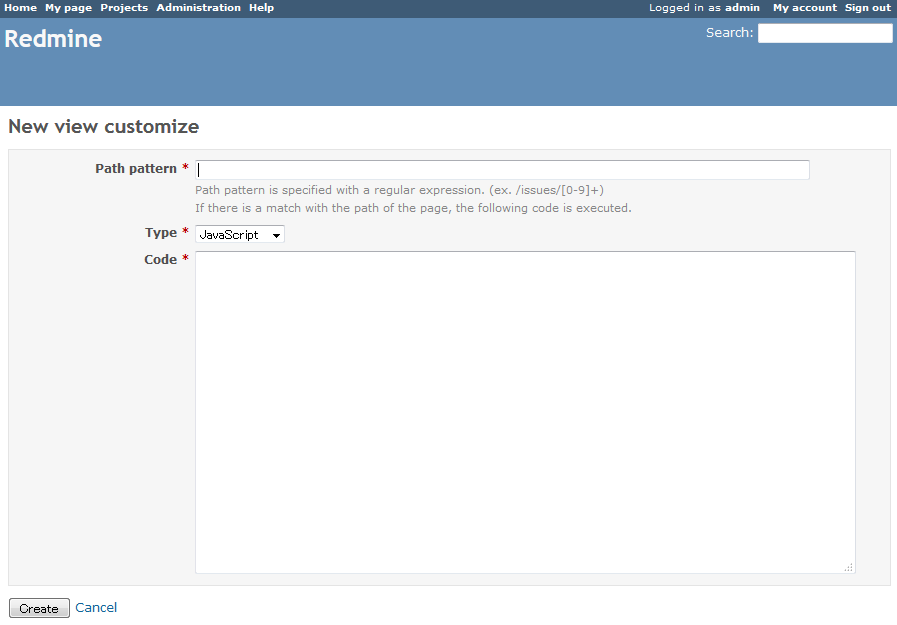 Home My page Projects Administration Help Logged in as admin My account Sign out
Redmine Search:
New view customize
Path pattern *
Path pattern is specified with a regular expression. (ex. /issues/[0-9]+)
If there is a match with the path of the page, the following code is executed.
Type * JavaScript
Code *
Create Cancel